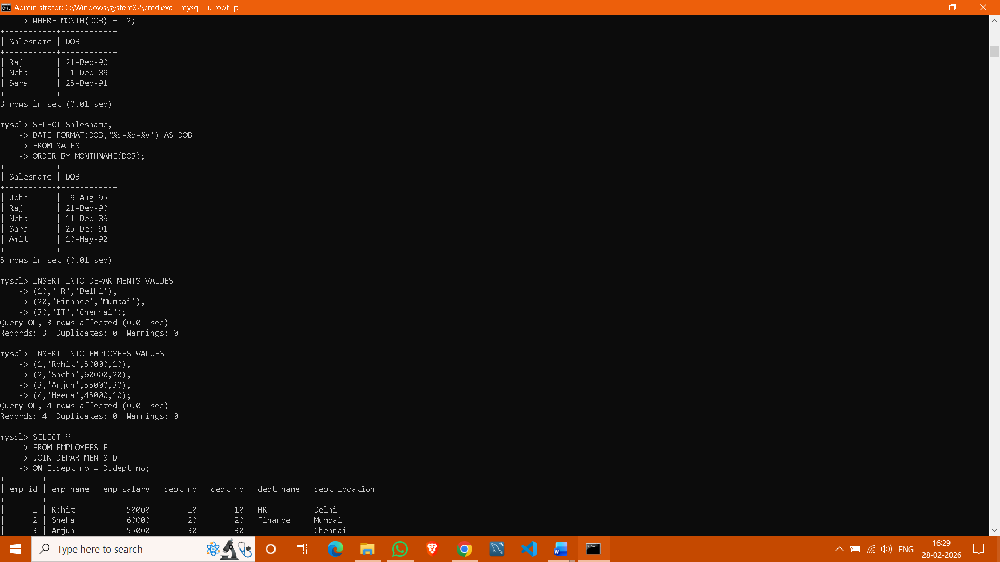 Administrator: C:\Windows\system32\cmd.exe - mysql  -u root -p
    -> WHERE MONTH(DOB) = 12;
+-----------+-----------+
| Salesname | DOB       |
+-----------+-----------+
| Raj       | 21-Dec-90 |
| Neha      | 11-Dec-89 |
| Sara      | 25-Dec-91 |
+-----------+-----------+
3 rows in set (0.01 sec)

mysql> SELECT Salesname,
    -> DATE_FORMAT(DOB,'%d-%b-%y') AS DOB
    -> FROM SALES
    -> ORDER BY MONTHNAME(DOB);
+-----------+-----------+
| Salesname | DOB       |
+-----------+-----------+
| John      | 19-Aug-95 |
| Raj       | 21-Dec-90 |
| Neha      | 11-Dec-89 |
| Sara      | 25-Dec-91 |
| Amit      | 10-May-92 |
+-----------+-----------+
5 rows in set (0.01 sec)

mysql> INSERT INTO DEPARTMENTS VALUES
    -> (10,'HR','Delhi'),
    -> (20,'Finance','Mumbai'),
    -> (30,'IT','Chennai');
Query OK, 3 rows affected (0.01 sec)
Records: 3  Duplicates: 0  Warnings: 0

mysql> INSERT INTO EMPLOYEES VALUES
    -> (1,'Rohit',50000,10),
    -> (2,'Sneha',60000,20),
    -> (3,'Arjun',55000,30),
    -> (4,'Meena',45000,10);
Query OK, 4 rows affected (0.01 sec)
Records: 4  Duplicates: 0  Warnings: 0

mysql> SELECT *
    -> FROM EMPLOYEES E
    -> JOIN DEPARTMENTS D
    -> ON E.dept_no = D.dept_no;
+--------+----------+------------+---------+---------+-----------+---------------+
| emp_id | emp_name | emp_salary | dept_no | dept_no | dept_name | dept_location |
+--------+----------+------------+---------+---------+-----------+---------------+
|      1 | Rohit    |      50000 |      10 |      10 | HR        | Delhi         |
|      2 | Sneha    |      60000 |      20 |      20 | Finance   | Mumbai        |
|      3 | Arjun    |      55000 |      30 |      30 | IT        | Chennai       |
Type here to search
ENG
16:29
28-02-2026